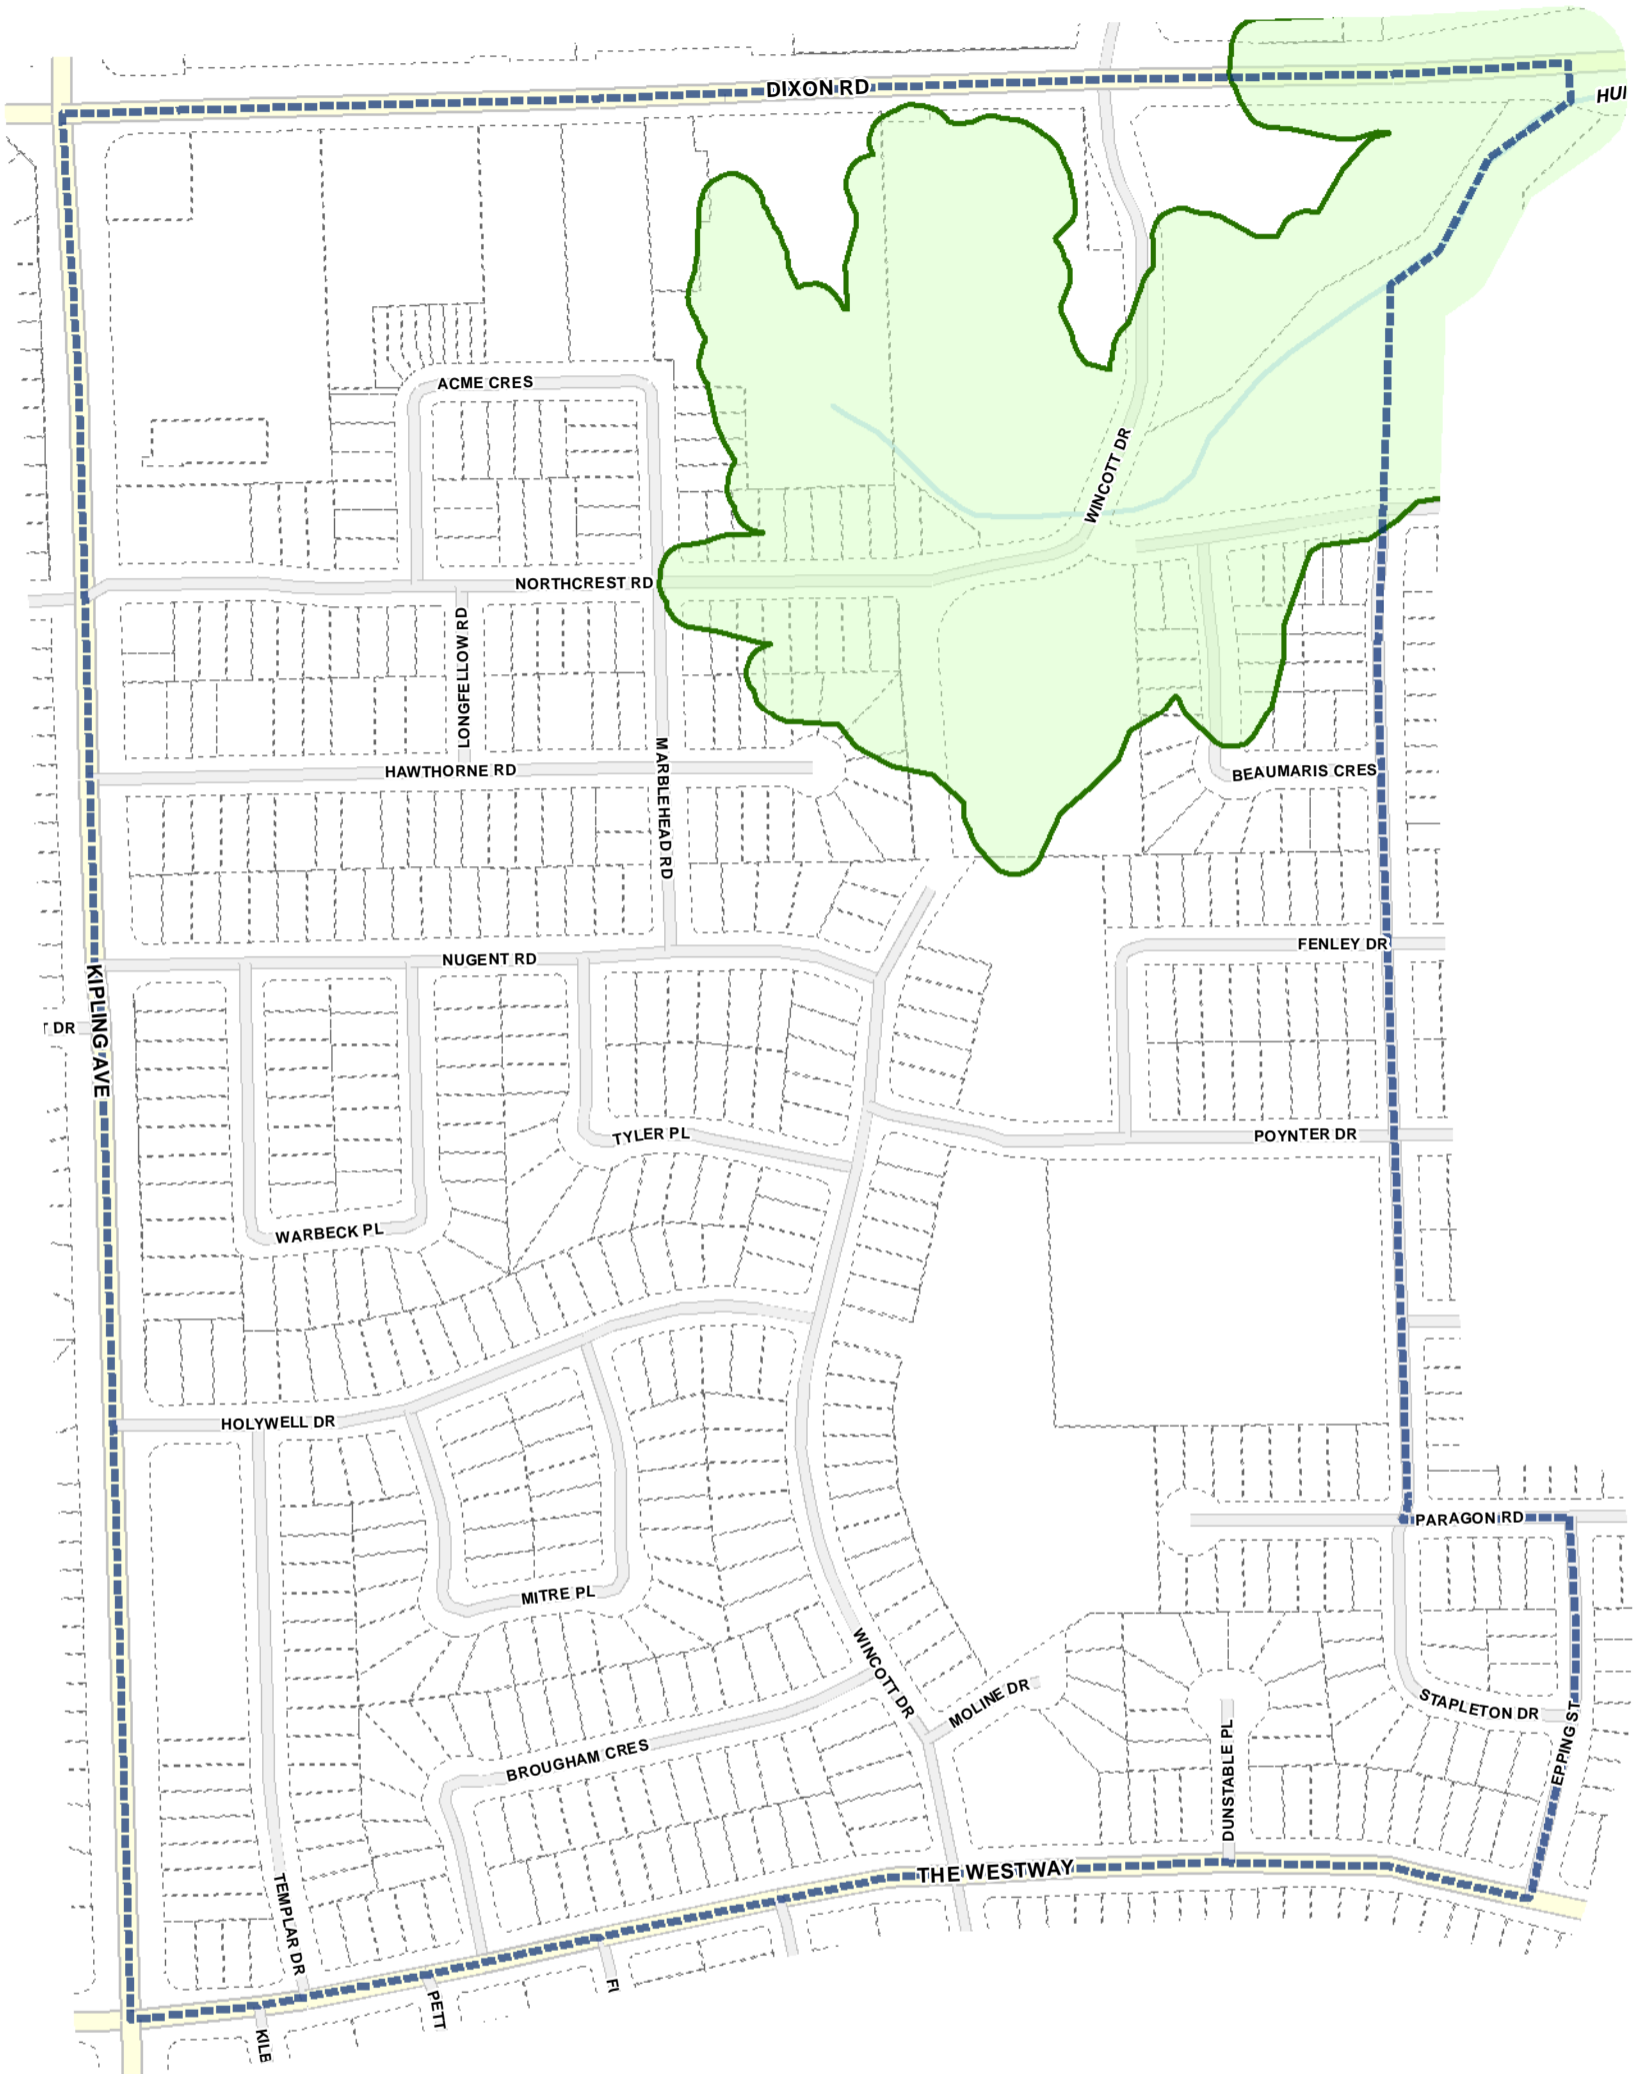 DIXON RD
HUI
ACME CRES
WINCOTT DR
NORTHCREST RD
LONGFELLOW RD
HAWTHORNE RD
MARBLEHEAD RD
BEAUMARIS CRES
FENLEY DR
NUGENT RD
KIPLING AVE
DR
TYLER PL
POYNTER DR
WARBECK PL
HOLYWELL DR
PARAGON RD
MITRE PL
WINCOTT DR
MOLINE DR
STAPLETON DR
EPPING ST
DUNSTABLE PL
BROUGHAM CRES
THE WESTWAY
TEMPLAR DR
PETT
KILB